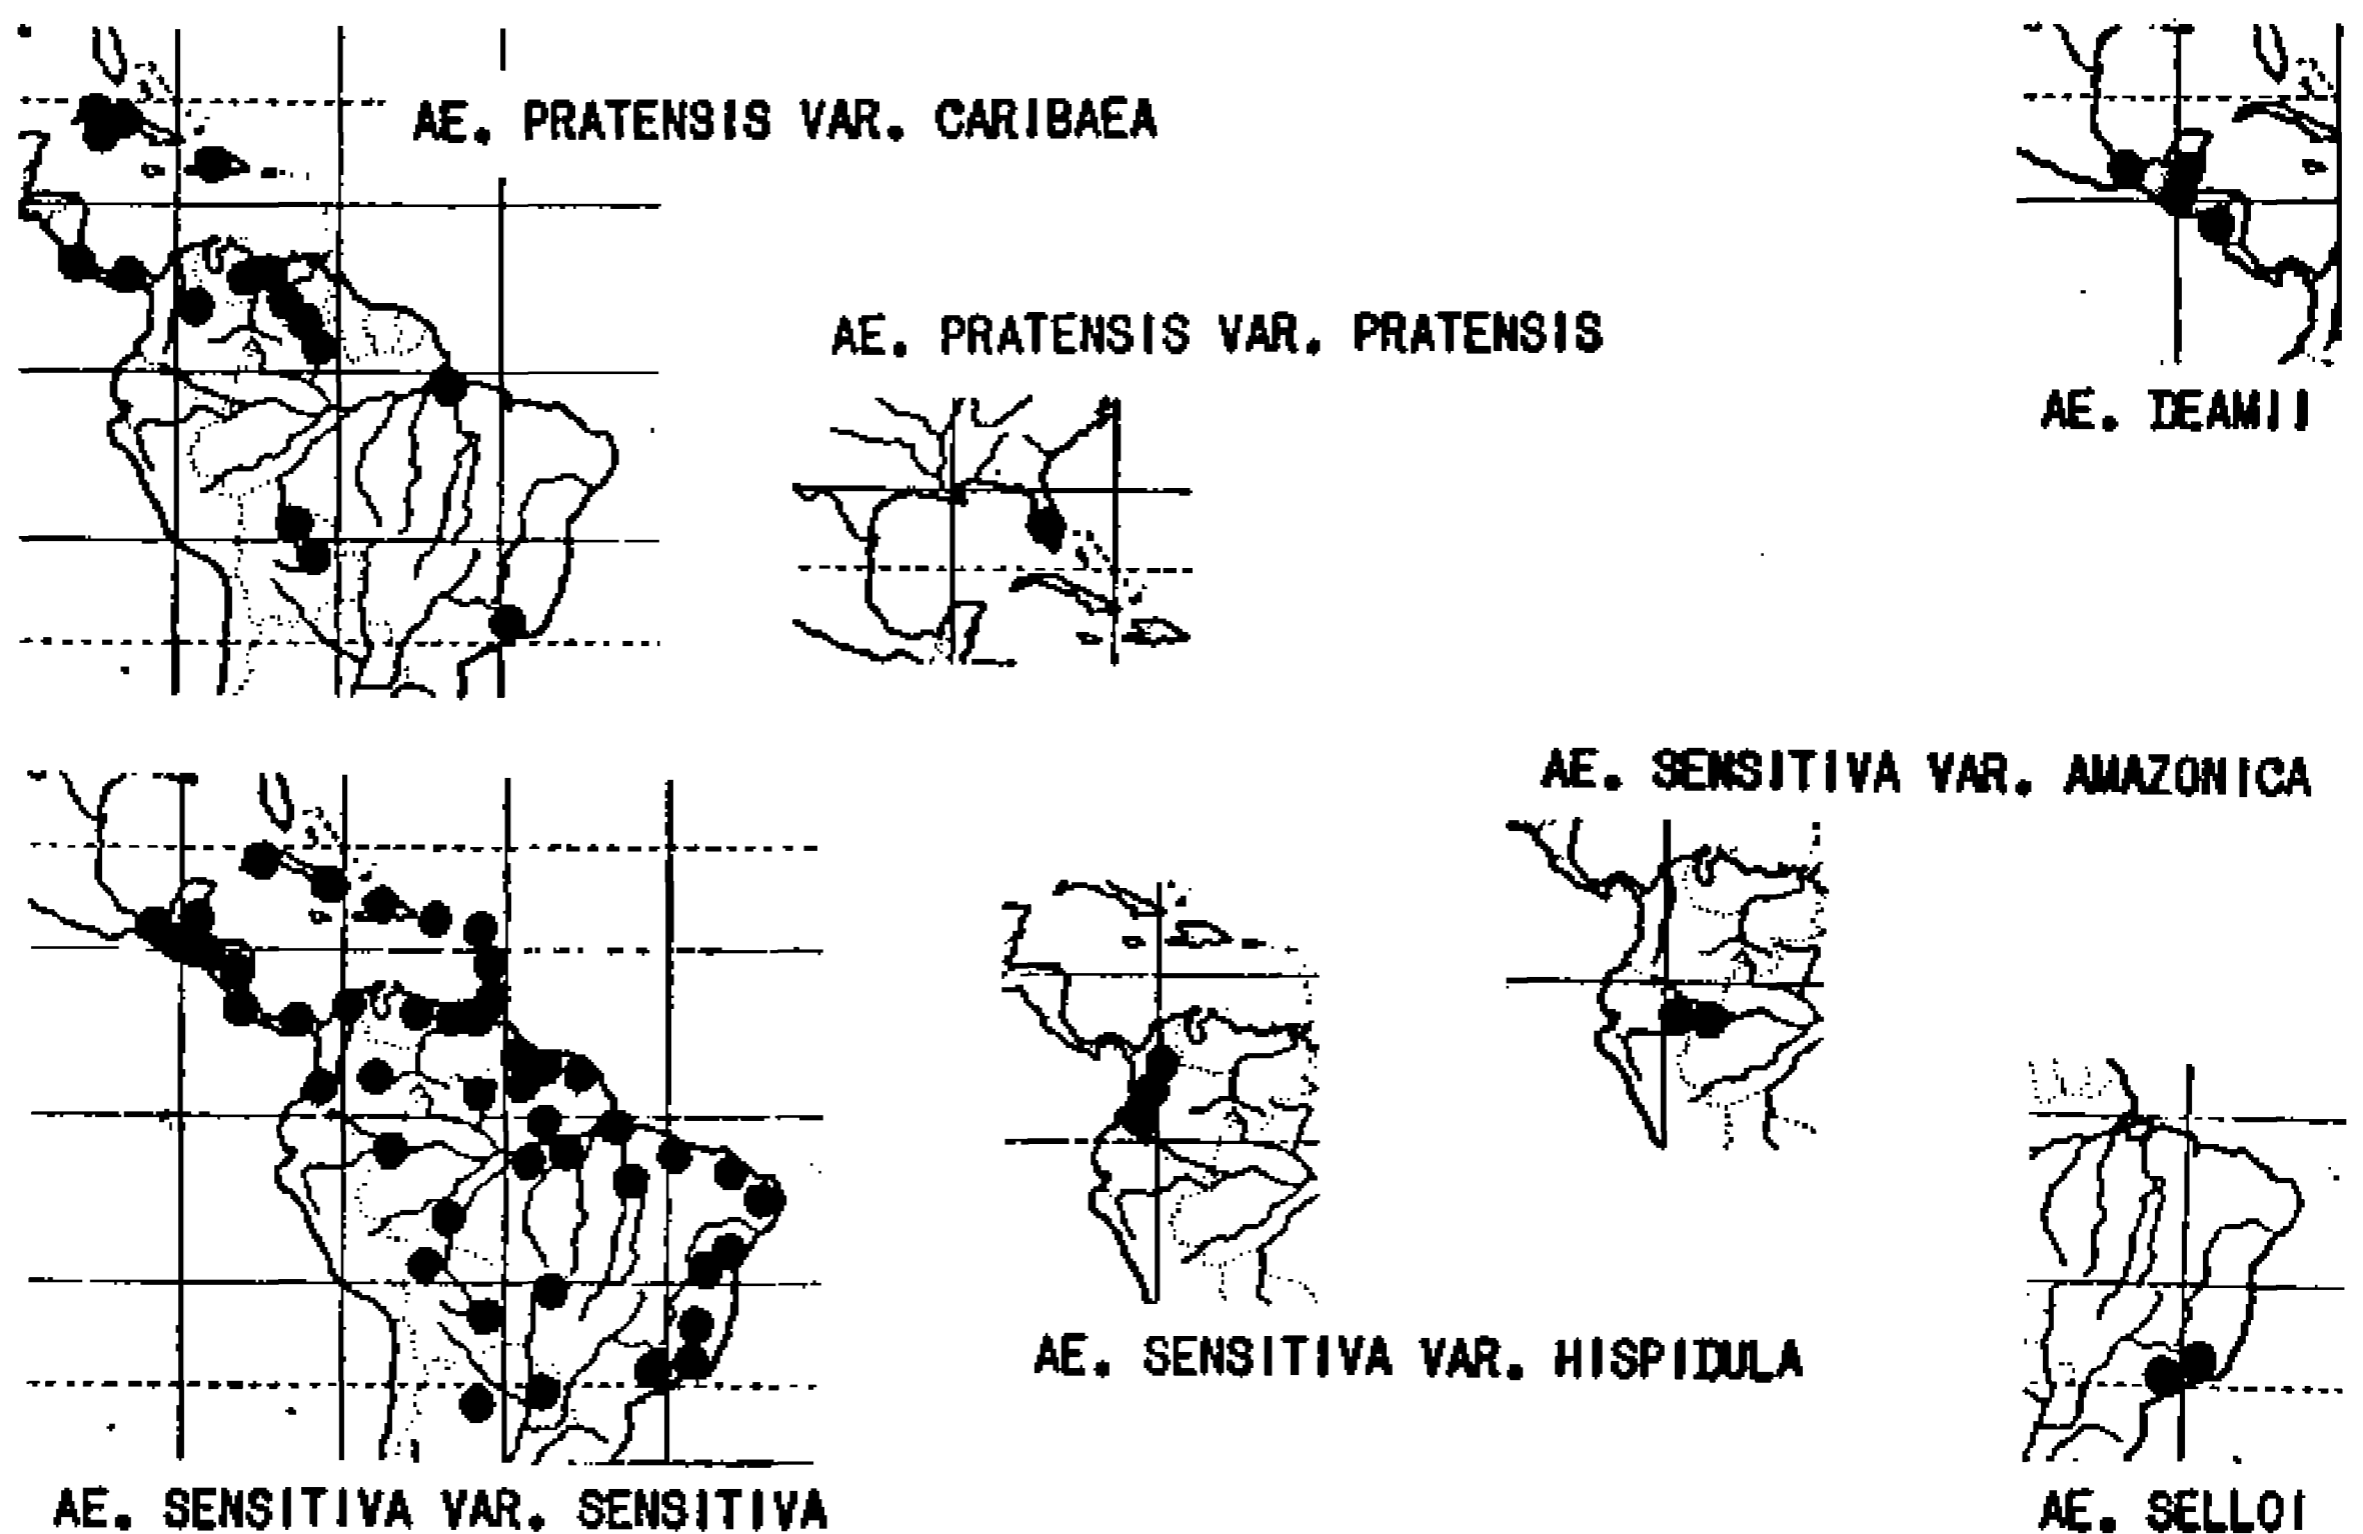 AE. PRATENSIS VAR. CARIBAEA
AE. PRATENSIS VAR. PRATENSIS
AE. DEAMII
AE. SENSITIVA VAR. AMAZONICA
AE. SENSITIVA VAR. HISPIDULA
AE. SENSITIVA VAR. SENSITIVA
AE. SELLOI